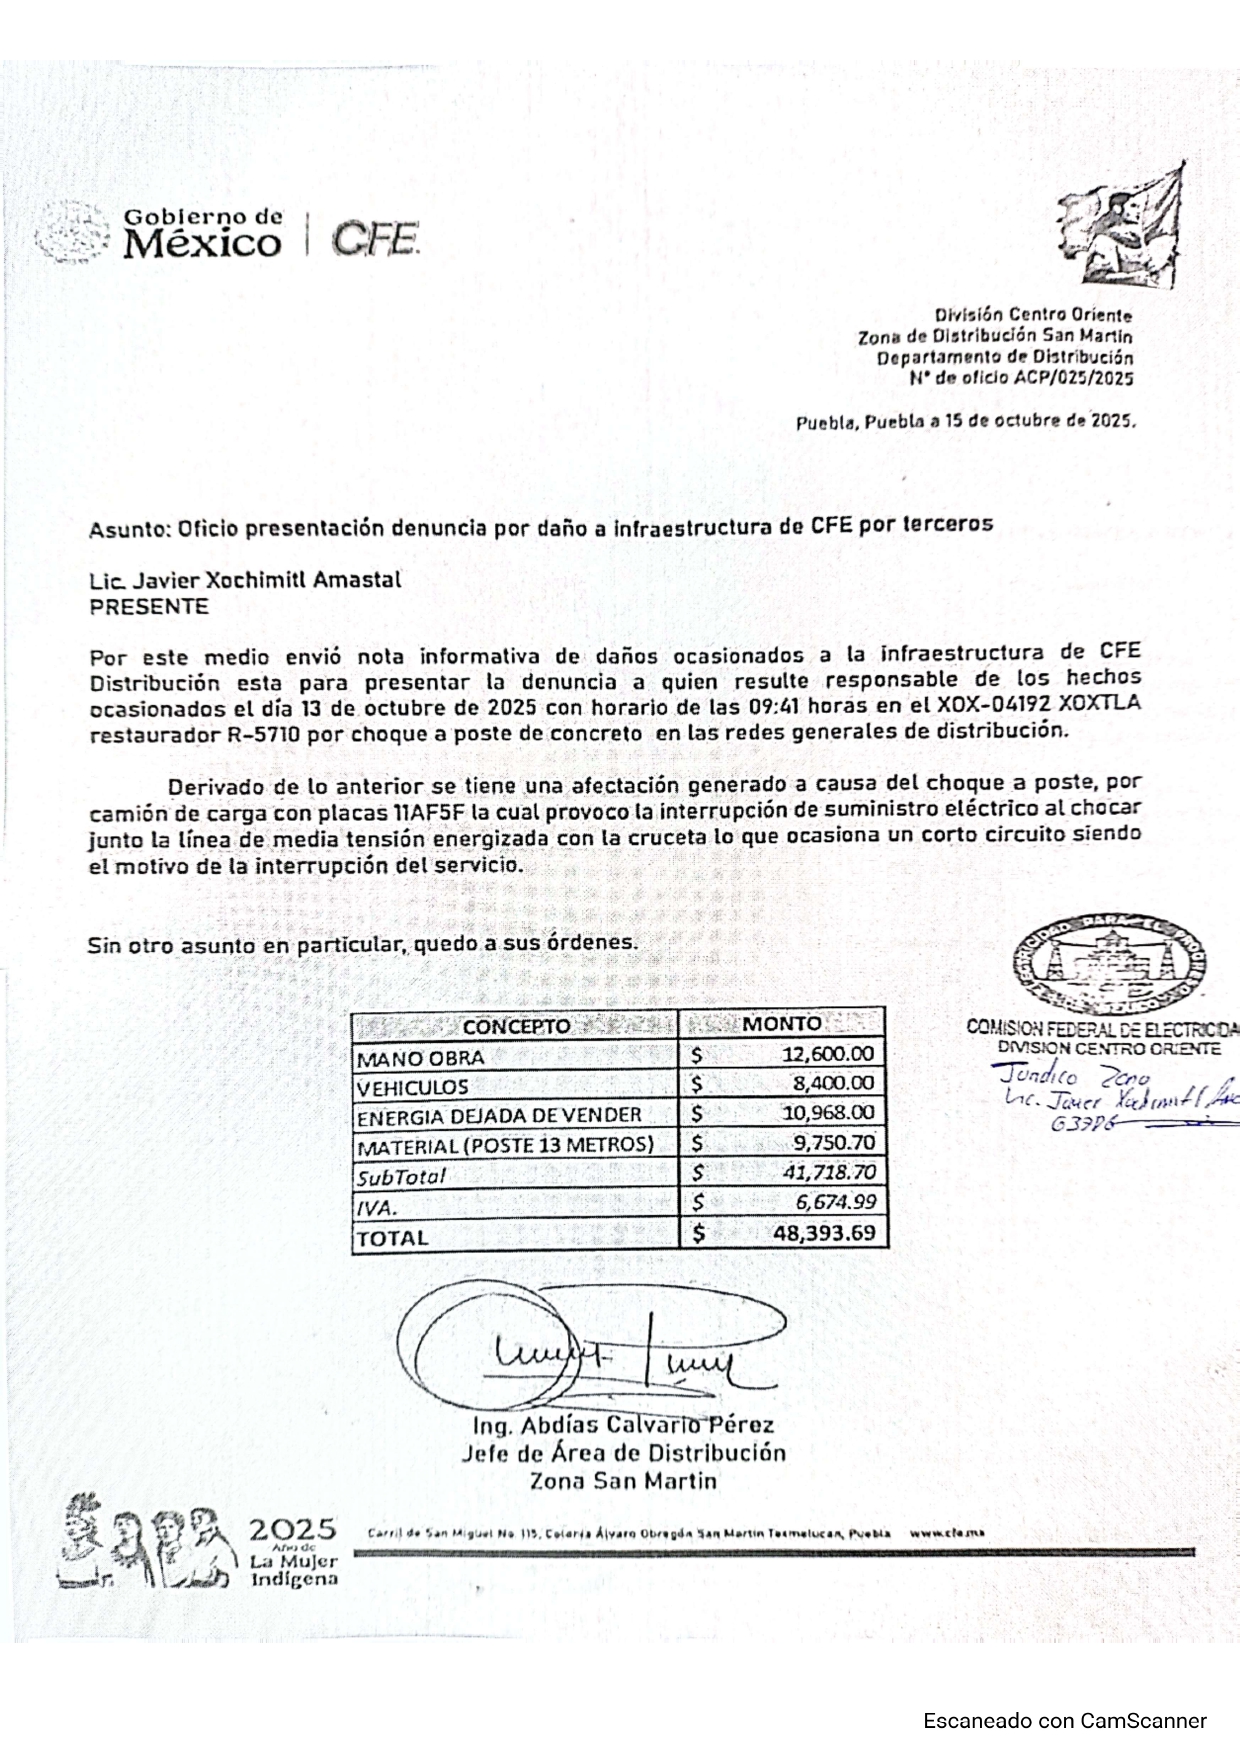 Gobierno de
México
CFE.
División Centro Oriente
Zona de Distribución San Martin
Departamento de Distribución
N° de oficio ACP/025/2025
Puebla, Puebla a 15 de octubre de 2025.
Asunto: Oficio presentación denuncia por daño a infraestructura de CFE por terceros
Lic. Javier Xochimitl Amastal
PRESENTE
Por este medio envió nota informativa de daños ocasionados a la infraestructura de CFE
Distribución esta para presentar la denuncia a quien resulte responsable de los hechos
ocasionados el día 13 de octubre de 2025 con horario de las 09:41 horas en el XOX-04192 XOXTLA
restaurador R-5710 por choque a poste de concreto en las redes generales de distribución.
Derivado de lo anterior se tiene una afectación generado a causa del choque a poste, por
camión de carga con placas 11AF5F la cual provoco la interrupción de suministro eléctrico al chocar
junto la línea de media tensión energizada con la cruceta lo que ocasiona un corto circuito siendo
el motivo de la interrupción del servicio.
Sin otro asunto en particular, quedo a sus órdenes.
ELECTRICIDAD PARA EL PROGRESO
COMISION FEDERAL DE ELECTRICIDA
DIVISION CENTRO ORIENTE
Juridico Zona
Lic. Javier Xochimitl
CONCEPTO MONTO
MANO OBRA $ 12,600.00
VEHICULOS $ 8,400.00
ENERGIA DEJADA DE VENDER $ 10,968.00
MATERIAL (POSTE 13 METROS) $ 9,750.70
SubTotal $ 41,718.70
IVA. $ 6,674.99
TOTAL $ 48,393.69
Ing. Abdías Calvario Pérez
Jefe de Área de Distribución
Zona San Martin
2025
Año de
La Mujer
Indígena
Carril de San Miguel No 115, Colonia Álvaro Obregón San Martin Texmelucan, Puebla www.cfe.mx
Escaneado con CamScanner